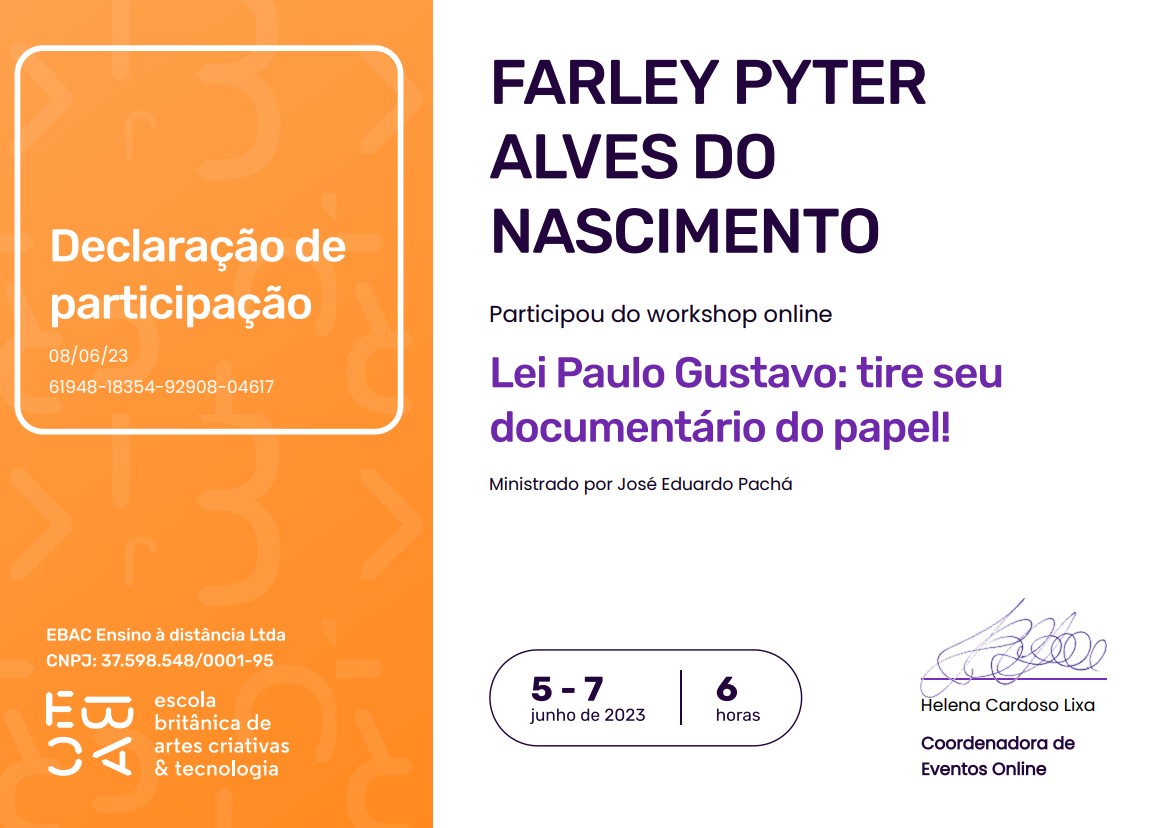 Declaração de
participação
08/06/23
61948-18354-92908-04617
EBAC Ensino à distância Ltda
CNPJ: 37.598.548/0001-95
EBAC
escola
britânica de
artes criativas
& tecnologia
FARLEY PYTER
ALVES DO
NASCIMENTO
Participou do workshop online
Lei Paulo Gustavo: tire seu
documentário do papel!
Ministrado por José Eduardo Pachá
5 - 7
junho de 2023
6
horas
Helena Cardoso Lixa
Coordenadora de
Eventos Online